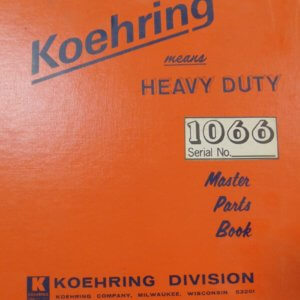 Koehring
means
HEAVY DUTY
1066
Serial No.
Master
Parts
Book
K
KOEHRING DIVISION
KOEHRING COMPANY, MILWAUKEE, WISCONSIN 53201